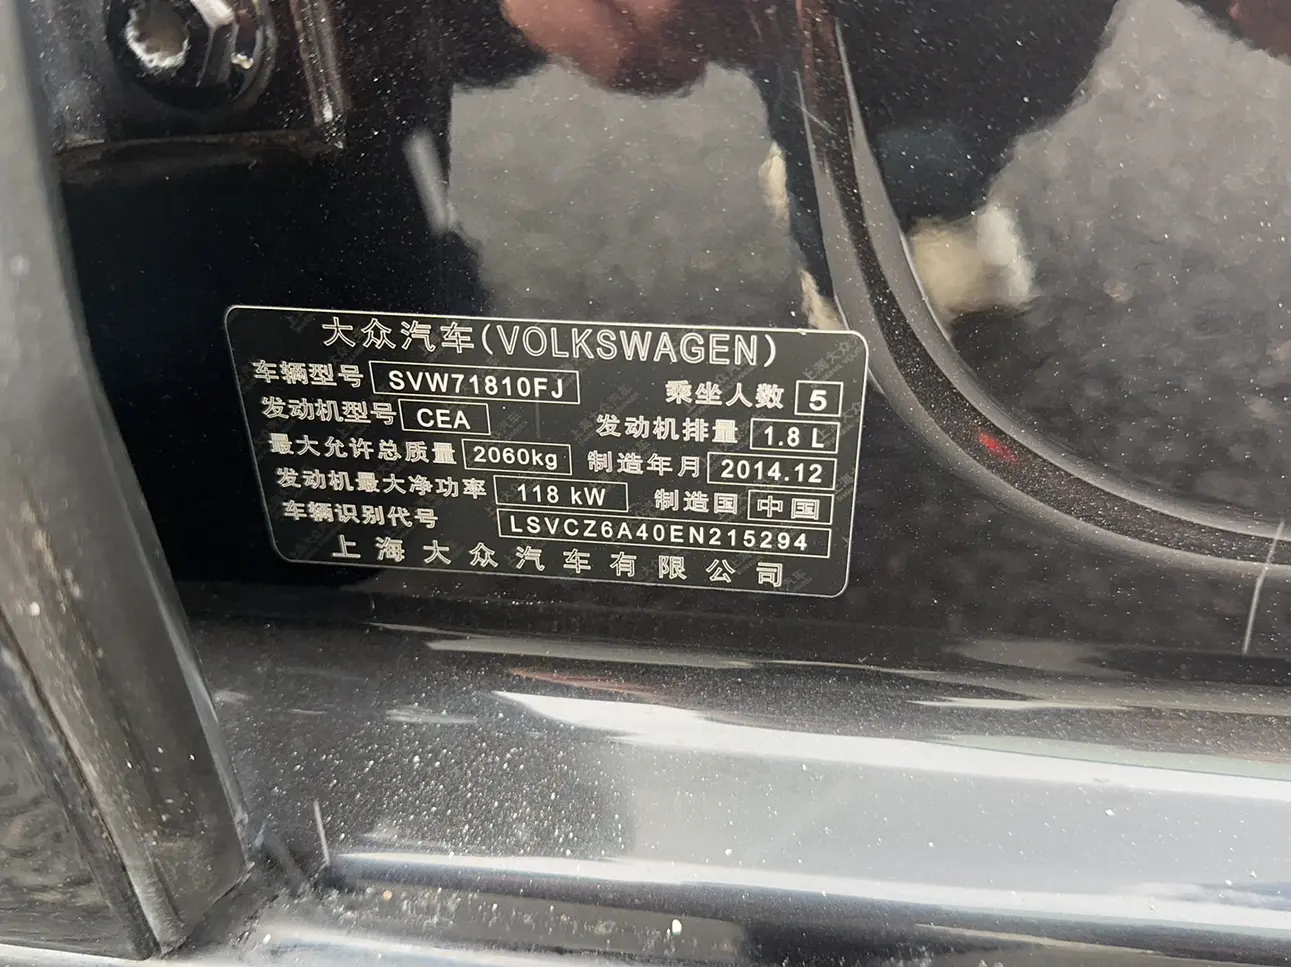 大众汽车(VOLKSWAGEN)
车辆型号 SVW71810FJ 乘坐人数 5
发动机型号 CEA 发动机排量 1.8 L
最大允许总质量 2060kg 制造年月 2014.12
发动机最大净功率 118 kW 制造国 中国
车辆识别代号 LSVCZ6A40EN215294
上海大众汽车有限公司